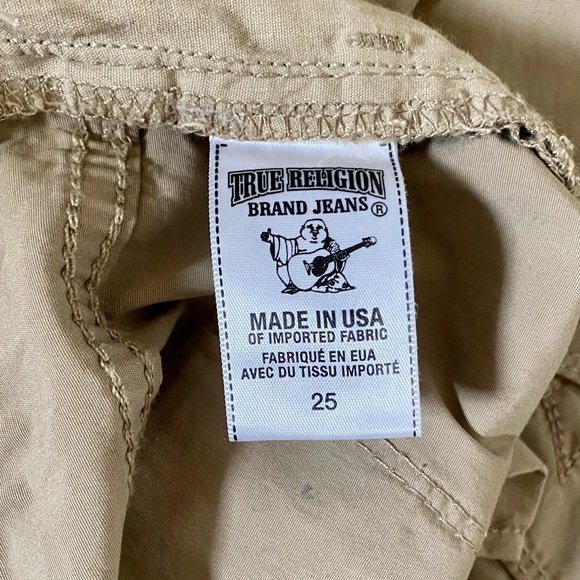 TRUE RELIGION
BRAND JEANS ®
MADE IN USA
OF IMPORTED FABRIC
FABRIQUÉ EN EUA
AVEC DU TISSU IMPORTÉ
25